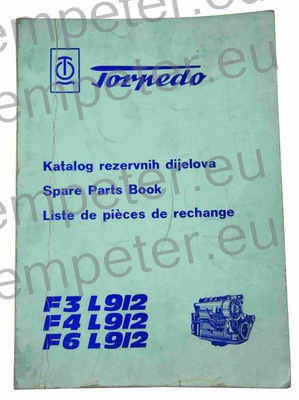 Torpedo
Katalog rezervnih dijelova
Spare Parts Book
Liste de pièces de rechange
F3 L912
F4 L912
F6 L912
empeter.eu
empeter.eu
empeter.eu
empeter.eu